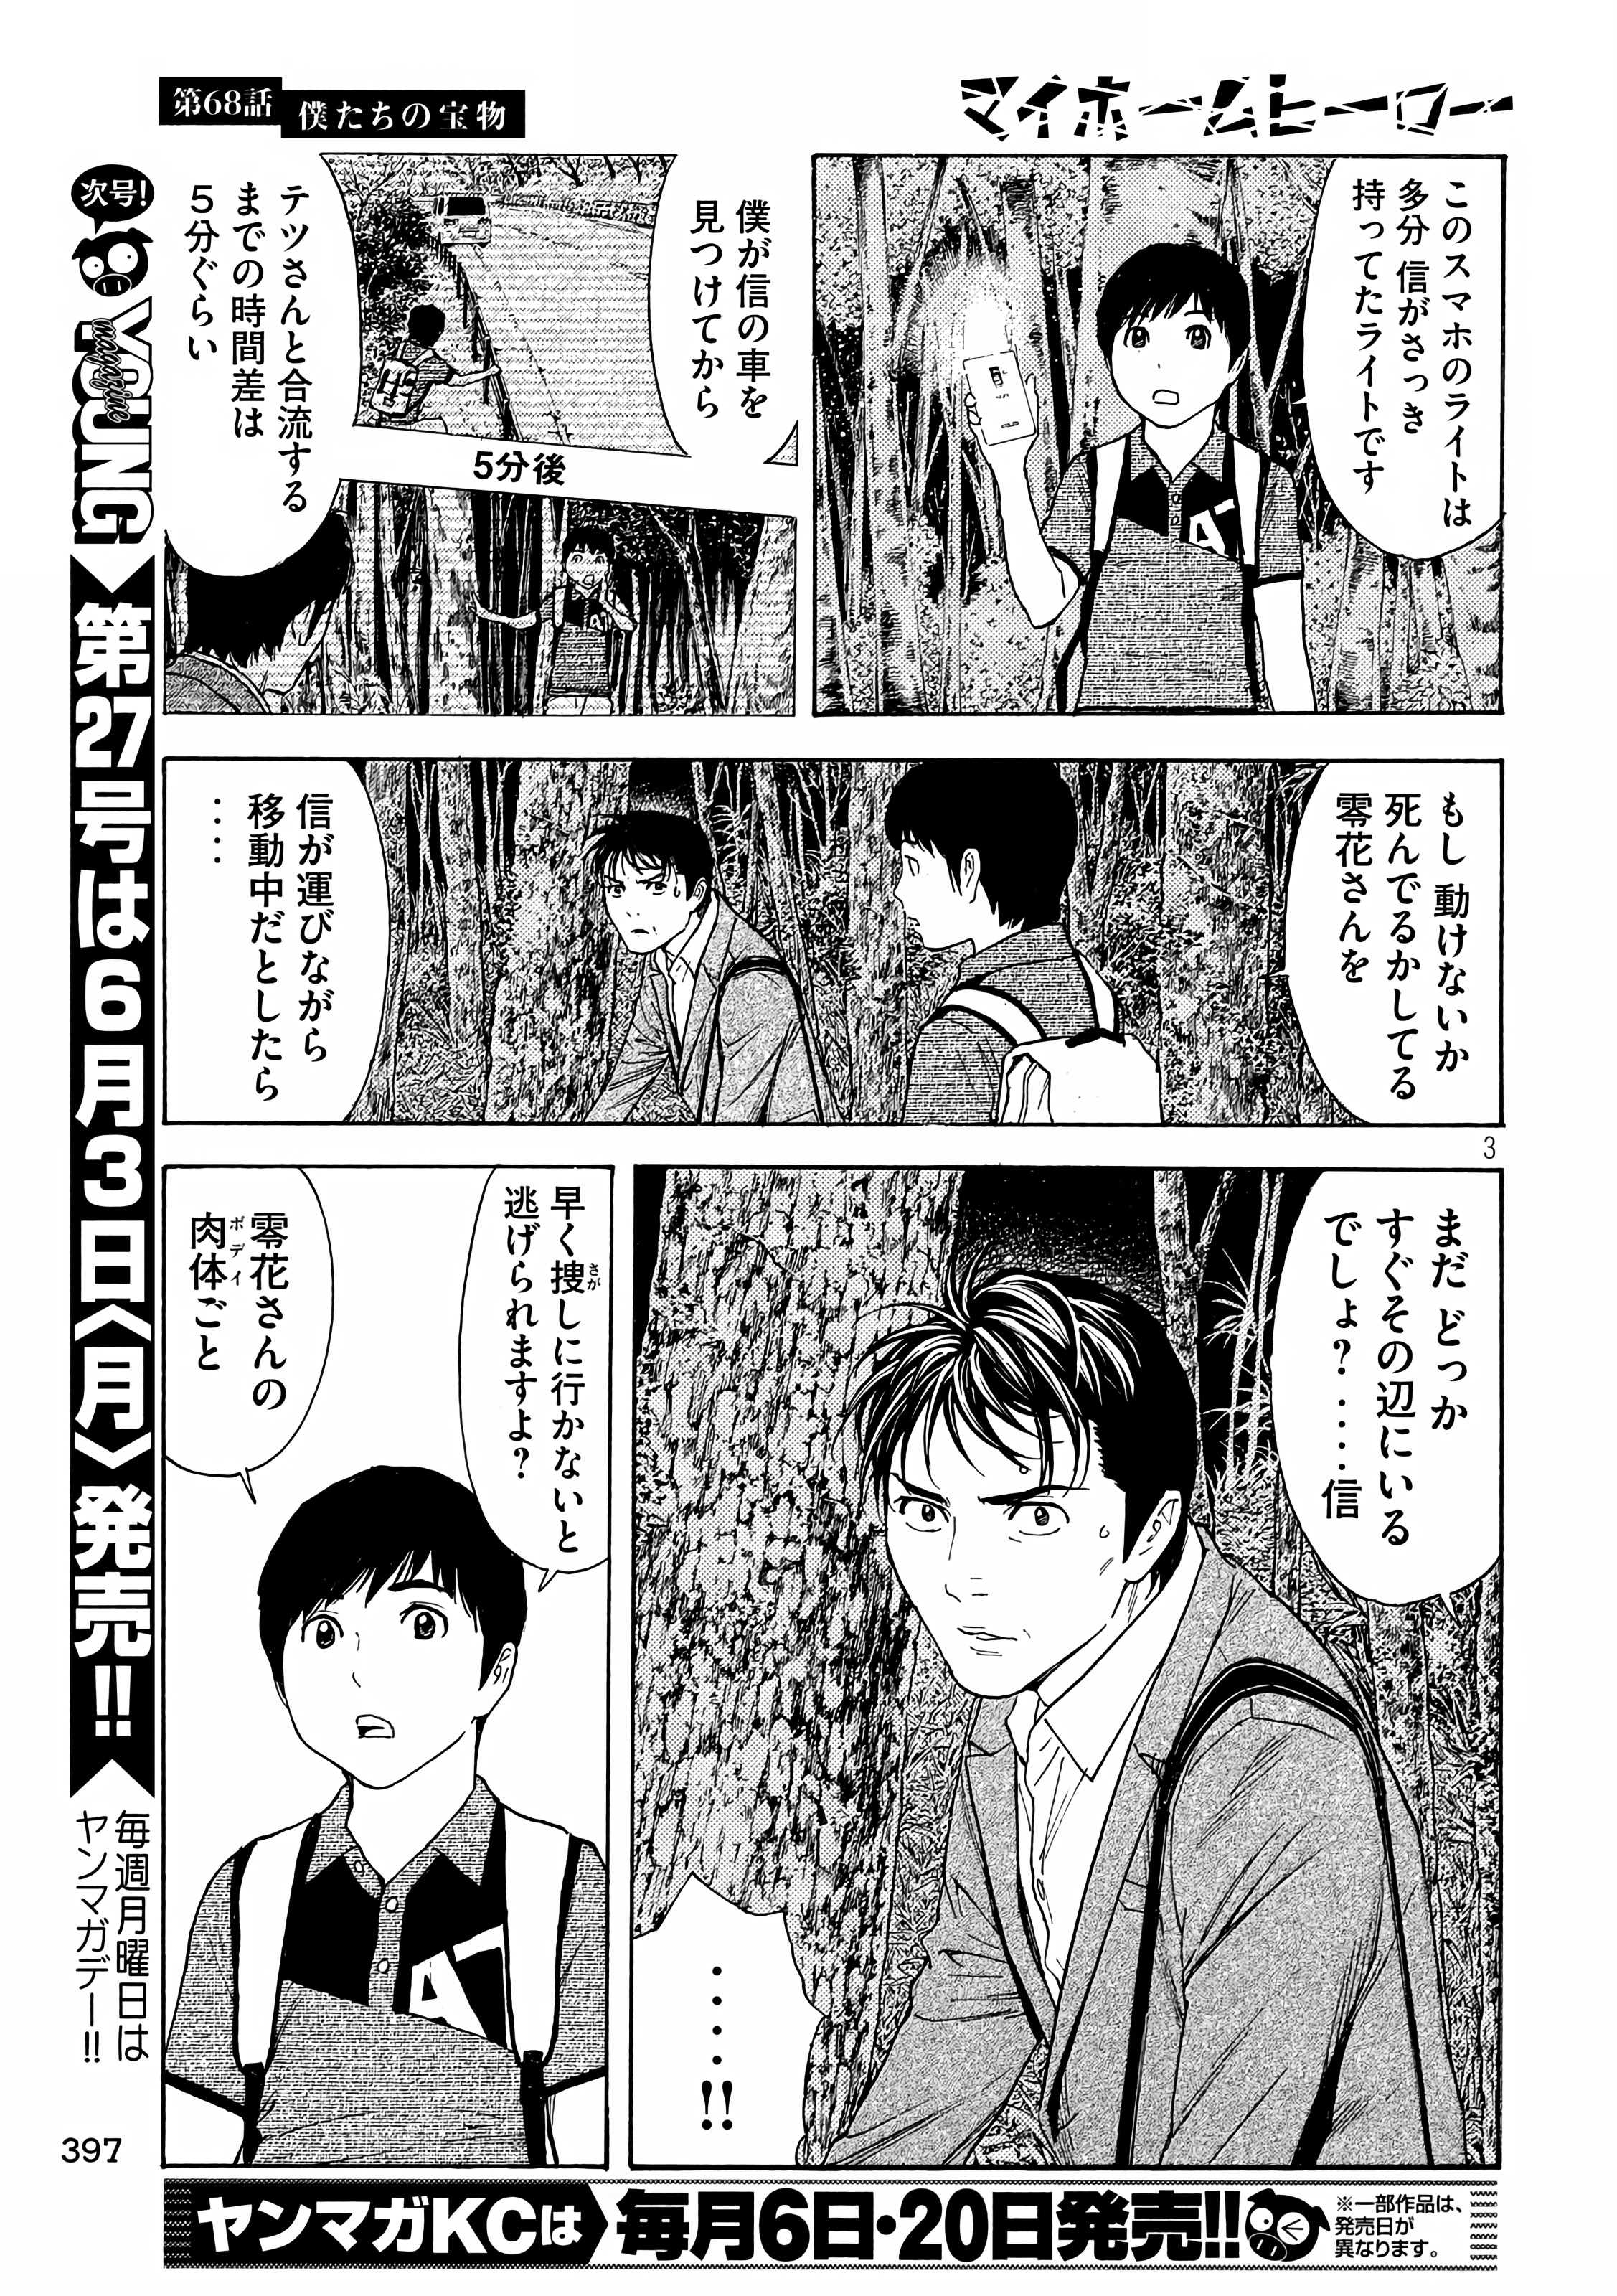 第68話
僕たちの宝物
マイホームヒーロー
このスマホのライトは
多分 信がさっき
持ってたライトです
僕が信の車を
見つけてから
テツさんと合流する
までの時間差は
5分ぐらい
5分後
もし 動けないか
死んでるかしてる
零花さんを
信が運びながら
移動中だとしたら
‥‥
3
まだ どっか
すぐその辺にいる
でしょ?‥‥信
‥‥!!
早く捜しに行かないと
さが
逃げられますよ?
零花さんの
肉体ごと
ボディ
次号!
YOUNG
magazine
第27号は6月3日〈月〉発売!!
毎週月曜日は
ヤンマガデー!!
397
ヤンマガKCは
毎月6日・20日発売!!
※一部作品は、
発売日が
異なります。
A
A
A